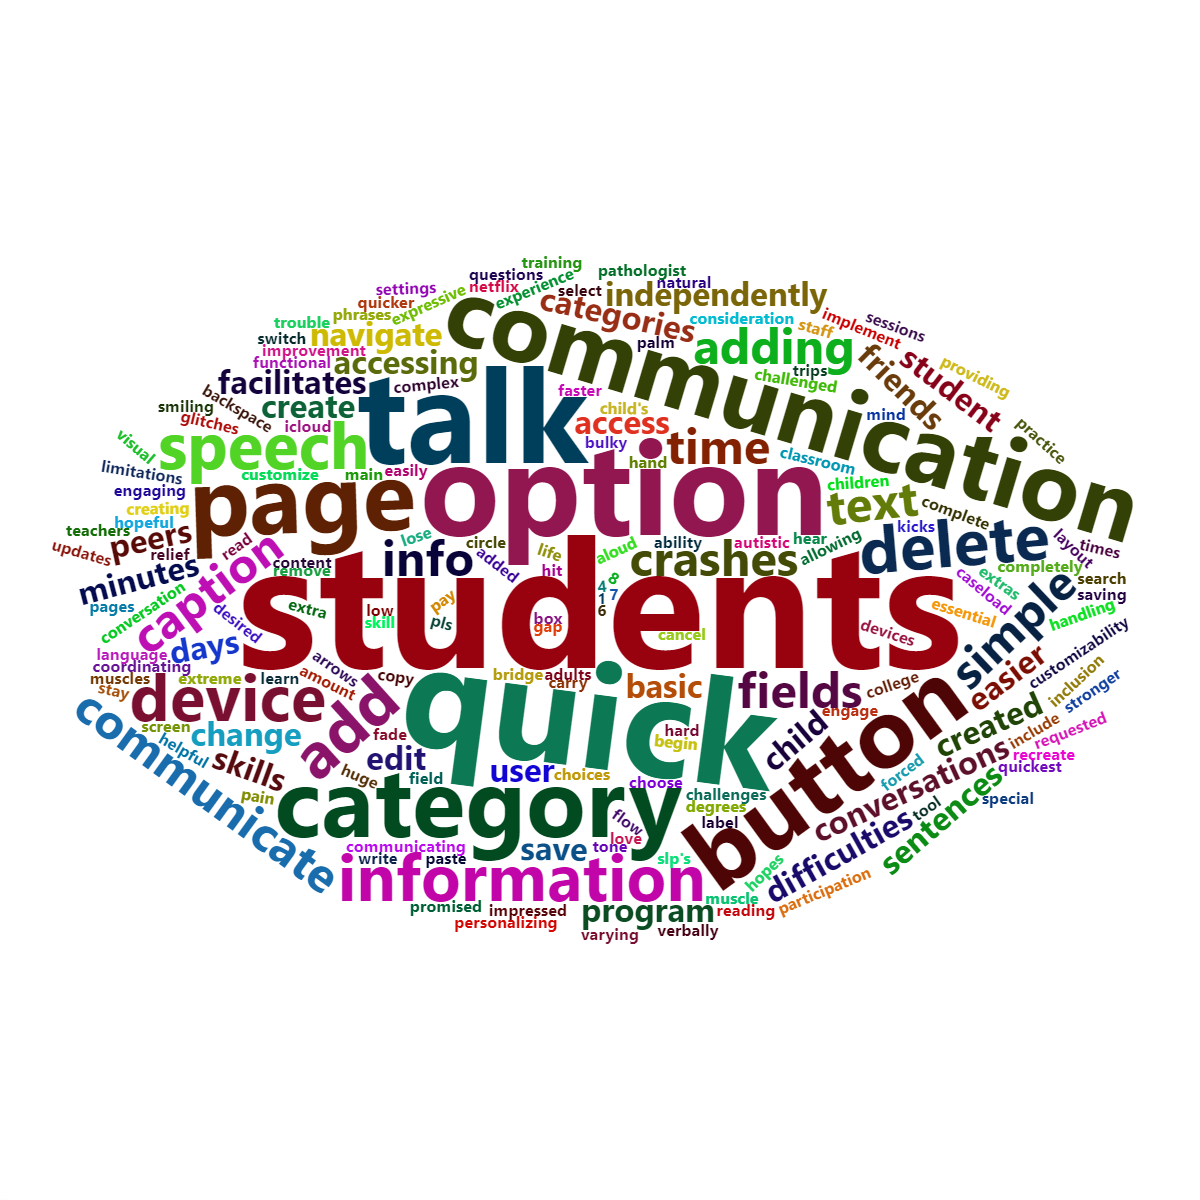 training
questions
pathologist
settings
netflix
experience
select
natural
independently
quicker
expressive
communication
categories
consideration
staff
implement
sessions
trouble
phrases
switch
navigate
palm
adding
friends
student
providing
improvement
functional
accessing
facilitates
complex
talk
faster
trips
challenged
backspace
smiling
glitches
create
icloud
child's
access
mind
practice
visual
speech
bulky
time
classroom
limitations
customize
main
easily
option
hand
children
engaging
page
text
complete
creating
hopeful
teachers
peers
read
lose
circle
life
aloud
ability
autistic
hear
allowing
kicks
delete
layout
times
updates
relief
caption
content
remove
info
added
hit
crashes
completely
caseload
extras
search
saving
minutes
pages
conversation
desired
students
8
4
7
1
6
essential
simple
handling
extra
low
skill
pay
pls
box
gap
cancel
devices
customizability
days
language
coordinating
muscles
extreme
learn
arrows
amount
copy
bridge
adults
carry
basic
fields
college
easier
inclusion
stronger
stay
device
add
quick
hard
begin
engage
button
created
include
requested
screen
communicate
change
fade
edit
child
conversations
recreate
quickest
helpful
skills
huge
field
user
choices
choose
challenges
degrees
forced
tool
sentences
special
pain
category
flow
label
difficulties
communicating
write
paste
save
love
tone
slp's
hopes
information
muscle
participation
promised
impressed
program
reading
personalizing
varying
verbally